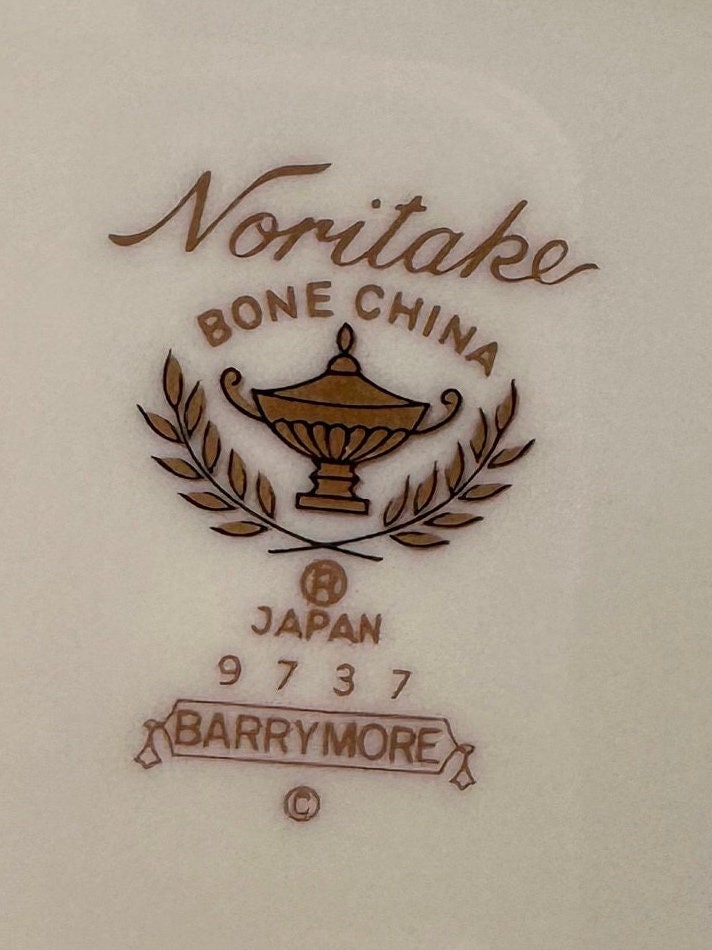 Noritake
BONE CHINA
®
JAPAN
9737
BARRYMORE
©